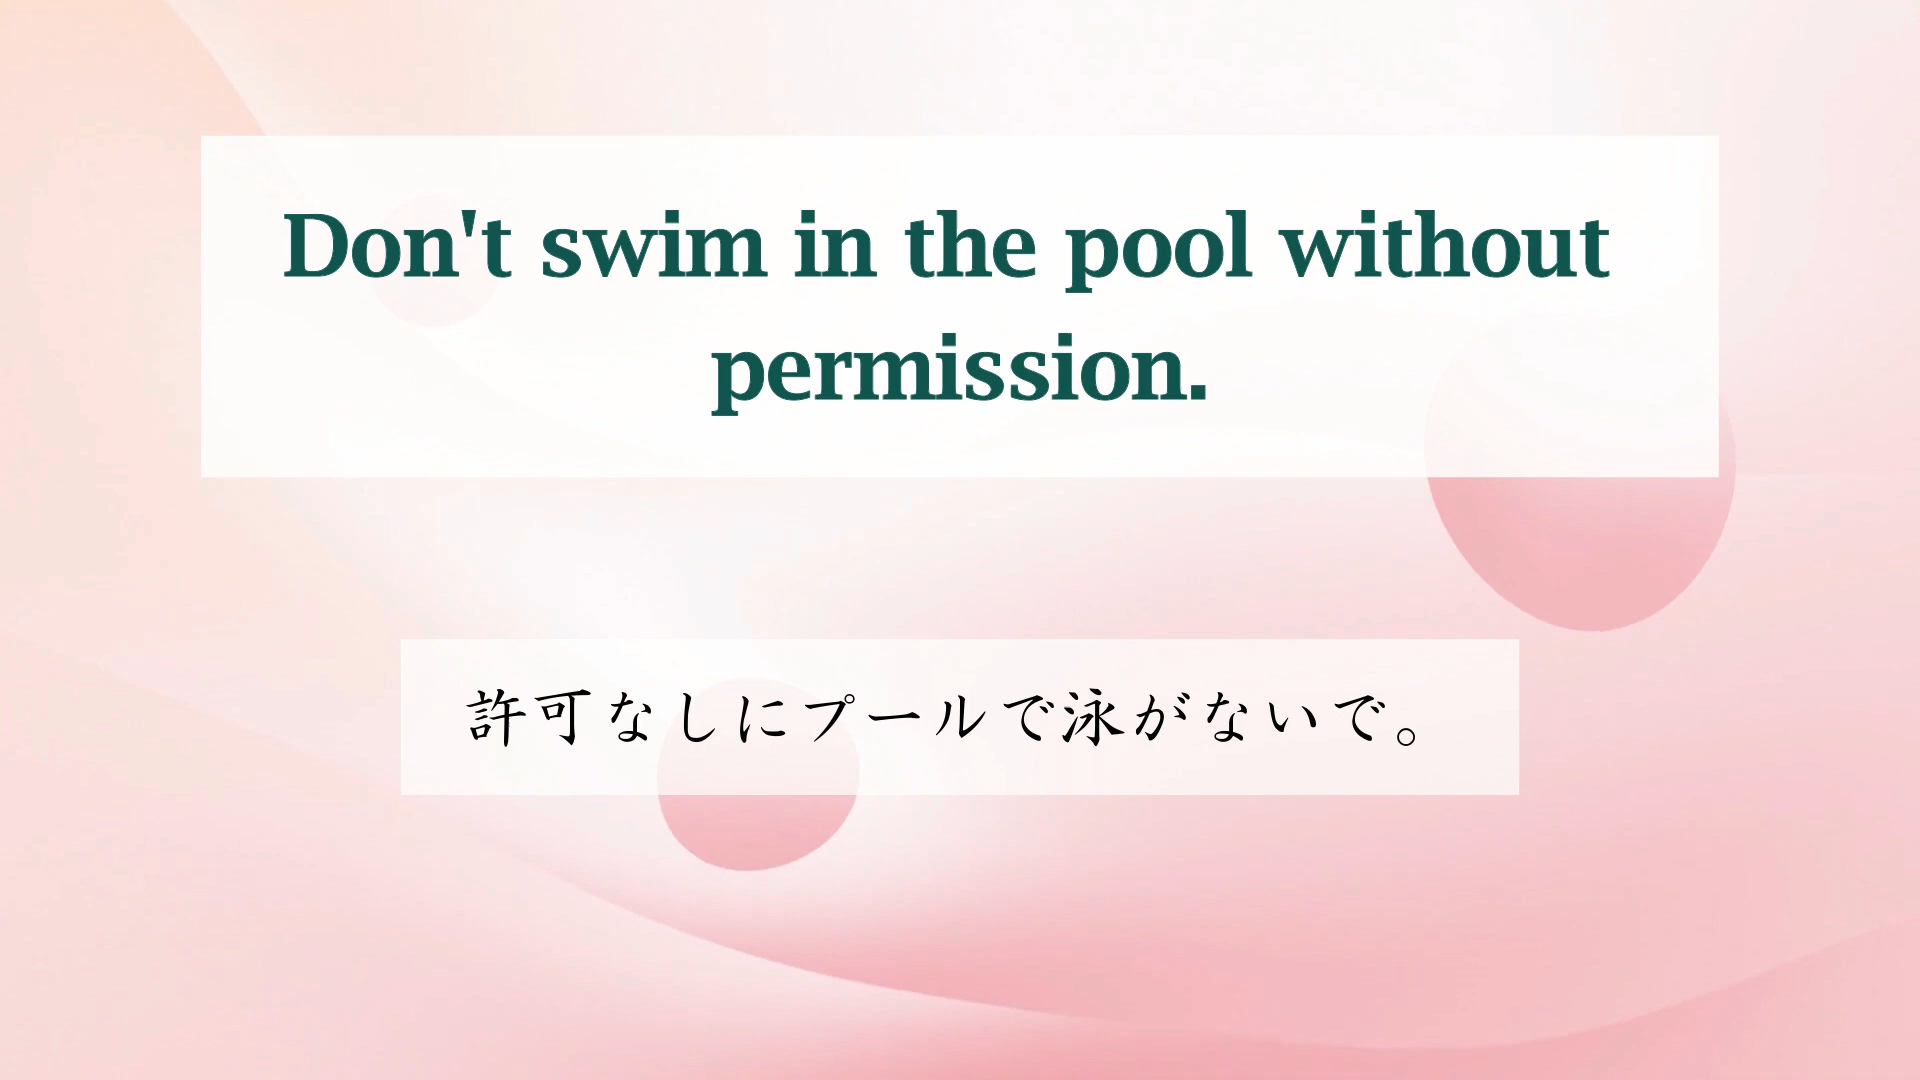 Don't swim in the pool without
permission.
許可なしにプールで泳がないで。